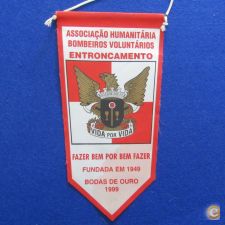 ASSOCIAÇÃO HUMANITÁRIA
BOMBEIROS VOLUNTÁRIOS
ENTRONCAMENTO
VIDA POR VIDA
FAZER BEM POR BEM FAZER
FUNDADA EM 1949
BODAS DE OURO
1999